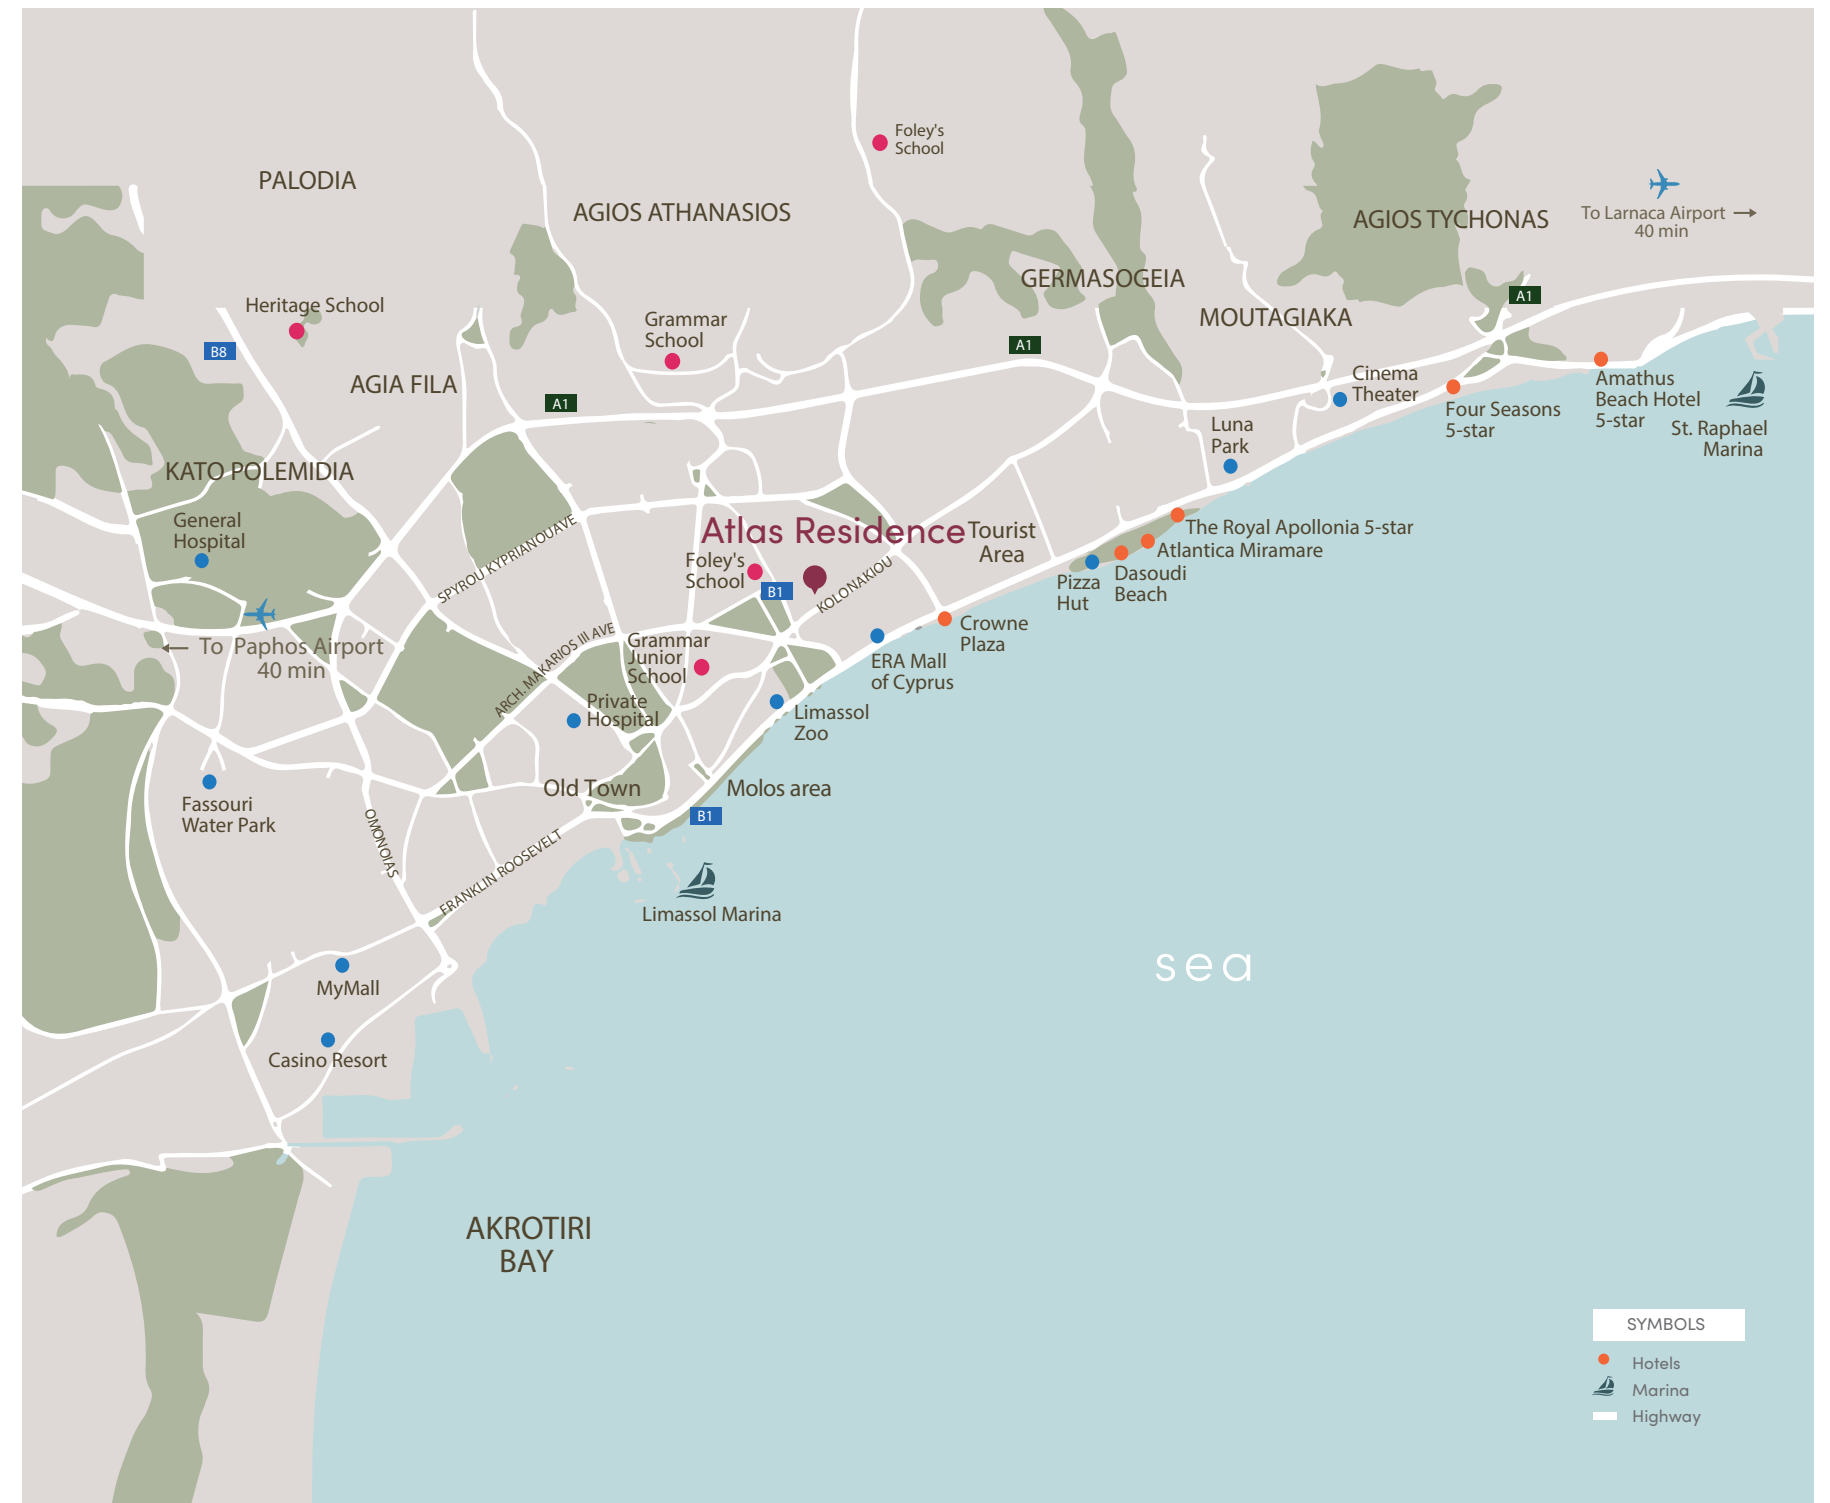 Foley's
School
PALODIA
AGIOS ATHANASIOS
AGIOS TYCHONAS
To Larnaca Airport
40 min
GERMASOGEIA
MOUTAGIAKA
A1
Heritage School
Grammar
School
B8
A1
AGIA FILA
A1
Cinema
Theater
Amathus
Beach Hotel
5-star
Four Seasons
5-star
St. Raphael
Marina
Luna
Park
KATO POLEMIDIA
General
Hospital
SPYROU KYPRIANOUAVE
Atlas Residence
Tourist
Area
The Royal Apollonia 5-star
Atlantica Miramare
Dasoudi
Beach
Pizza
Hut
Foley's
School
B1
KOLONAKIOU
Crowne
Plaza
ERA Mall
of Cyprus
To Paphos Airport
40 min
ARCH. MAKARIOS III AVE
Grammar
Junior
School
Private
Hospital
Limassol
Zoo
Old Town
Molos area
B1
Fassouri
Water Park
OMONOIAS
FRANKLIN ROOSEVELT
Limassol Marina
sea
MyMall
Casino Resort
AKROTIRI
BAY
SYMBOLS
Hotels
Marina
Highway